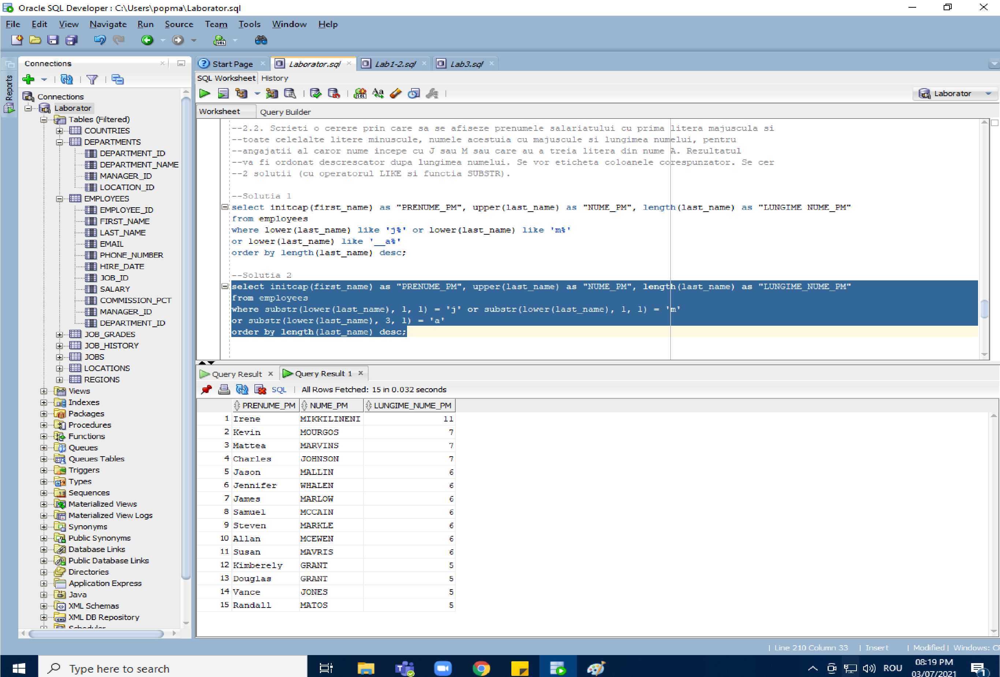 Oracle SQL Developer : C:\Users\popma\Laborator.sql
File Edit View Navigate Run Source Team Tools Window Help
Reports
Connections
Connections
Laborator
Tables (Filtered)
COUNTRIES
DEPARTMENTS
DEPARTMENT_ID
DEPARTMENT_NAME
MANAGER_ID
LOCATION_ID
EMPLOYEES
EMPLOYEE_ID
FIRST_NAME
LAST_NAME
EMAIL
PHONE_NUMBER
HIRE_DATE
JOB_ID
SALARY
COMMISSION_PCT
MANAGER_ID
DEPARTMENT_ID
JOB_GRADES
JOB_HISTORY
JOBS
LOCATIONS
REGIONS
Views
Indexes
Packages
Procedures
Functions
Queues
Queues Tables
Triggers
Types
Sequences
Materialized Views
Materialized View Logs
Synonyms
Public Synonyms
Database Links
Public Database Links
Directories
Application Express
Java
XML Schemas
XML DB Repository
Scheduler
Start Page Laborator.sql Lab1-2.sql Lab3.sql
SQL Worksheet History
Laborator
Worksheet Query Builder
--2.2. Scrieti o cerere prin care sa se afiseze prenumele salariatului cu prima litera majuscula si
--toate celelalte litere minuscule, numele acestuia cu majuscule si lungimea numelui, pentru
--angajatii al caror nume incepe cu J sau M sau care au a treia litera din nume A. Rezultatul
--va fi ordonat descrescator dupa lungimea numelui. Se vor eticheta coloanele corespunzator. Se cer
--2 solutii (cu operatorul LIKE si functia SUBSTR).
--Solutia 1
select initcap(first_name) as "PRENUME_PM", upper(last_name) as "NUME_PM", length(last_name) as "LUNGIME NUME_PM"
from employees
where lower(last_name) like 'j%' or lower(last_name) like 'm%'
or lower(last_name) like '__a%'
order by length(last_name) desc;
--Solutia 2
select initcap(first_name) as "PRENUME_PM", upper(last_name) as "NUME_PM", length(last_name) as "LUNGIME_NUME_PM"
from employees
where substr(lower(last_name), 1, 1) = 'j' or substr(lower(last_name), 1, 1) = 'm'
or substr(lower(last_name), 3, 1) = 'a'
order by length(last_name) desc;
Query Result Query Result 1
SQL | All Rows Fetched: 15 in 0.032 seconds
PRENUME_PM NUME_PM LUNGIME_NUME_PM
1 Irene MIKKILINENI 11
2 Kevin MOURGOS 7
3 Mattea MARVINS 7
4 Charles JOHNSON 7
5 Jason MALLIN 6
6 Jennifer WHALEN 6
7 James MARLOW 6
8 Samuel MCCAIN 6
9 Steven MARKLE 6
10 Allan MCEWEN 6
11 Susan MAVRIS 6
12 Kimberely GRANT 5
13 Douglas GRANT 5
14 Vance JONES 5
15 Randall MATOS 5
| Line 210 Column 33 | Insert | Modified | Windows: C
Type here to search
ROU
08:19 PM
03/07/2021
1